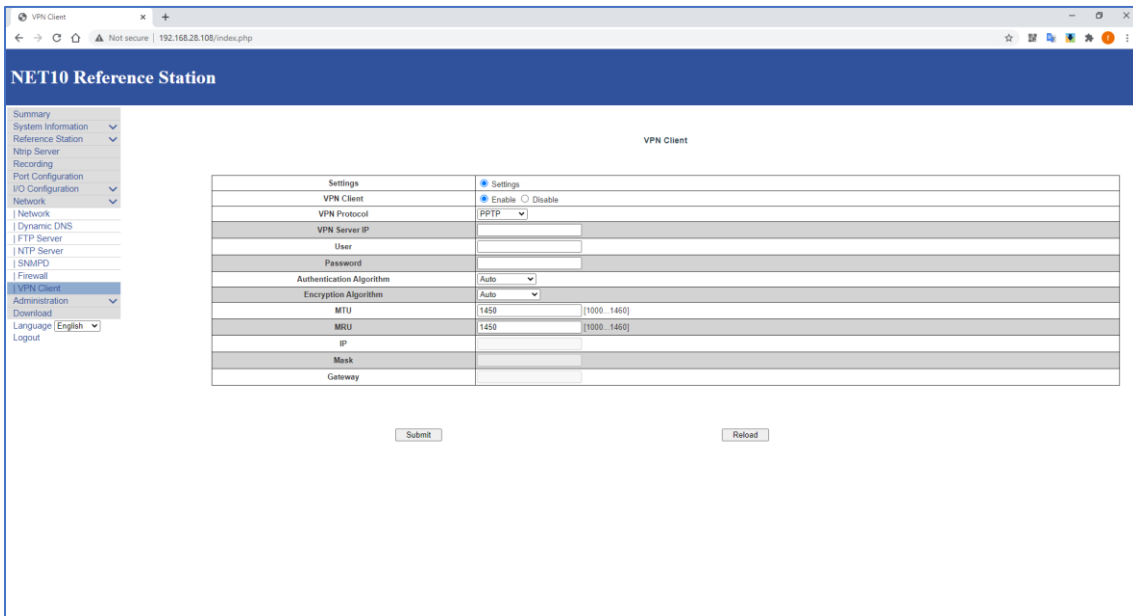 VPN Client
Not secure | 192.168.28.108/index.php
NET10 Reference Station
Summary
System Information
Reference Station
Ntrip Server
Recording
Port Configuration
I/O Configuration
Network
| Network
| Dynamic DNS
| FTP Server
| NTP Server
| SNMPD
| Firewall
| VPN Client
Administration
Download
Language English
Logout
VPN Client
Settings Settings
VPN Client Enable Disable
VPN Protocol PPTP
VPN Server IP
User
Password
Authentication Algorithm Auto
Encryption Algorithm Auto
MTU 1450 [1000...1460]
MRU 1450 [1000...1460]
IP
Mask
Gateway
Submit Reload